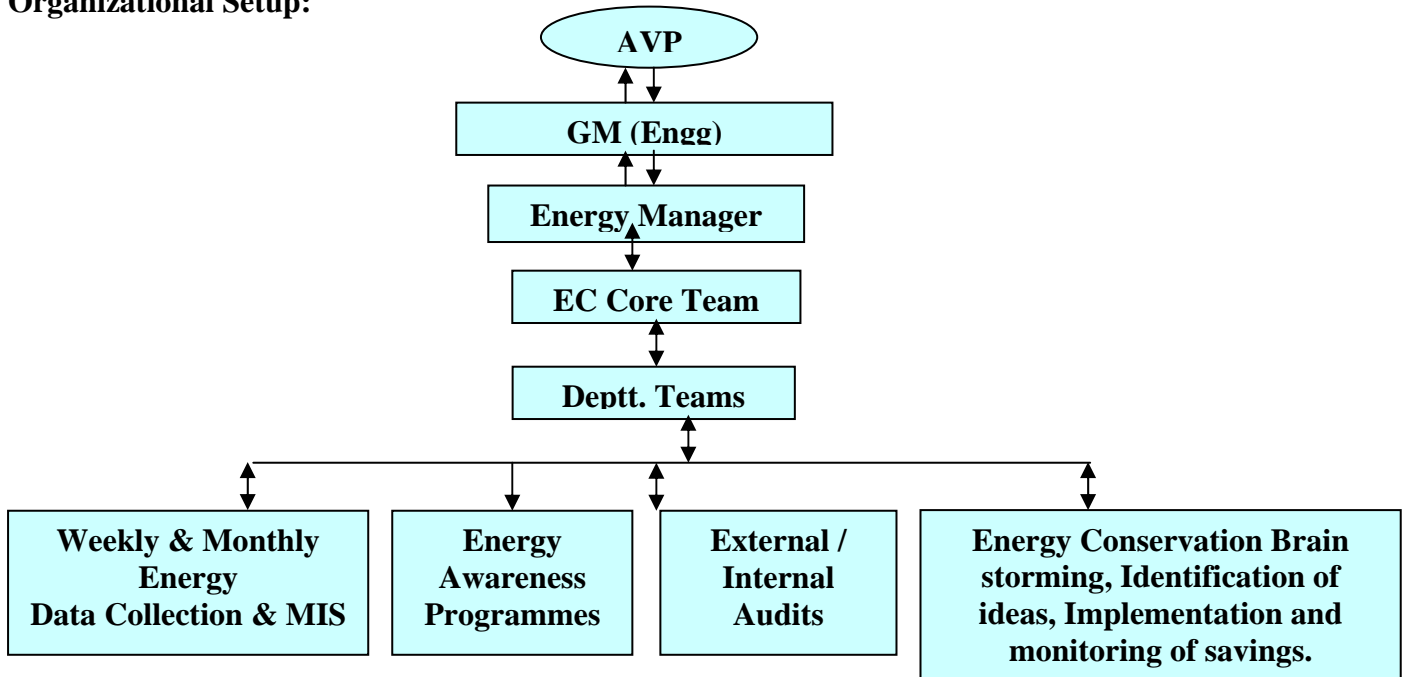 Organizational Setup:
AVP
GM (Engg)
Energy Manager
EC Core Team
Deptt. Teams
Weekly & Monthly
Energy
Data Collection & MIS
Energy
Awareness
Programmes
External /
Internal
Audits
Energy Conservation Brain
storming, Identification of
ideas, Implementation and
monitoring of savings.